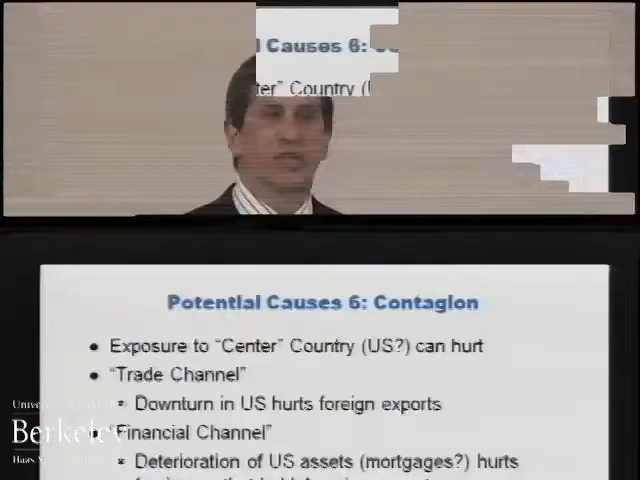 l Causes 6:
ter" Country (
Potential Causes 6: Contagion
• Exposure to "Center" Country (US?) can hurt
• "Trade Channel"
Downturn in US hurts foreign exports
Berkeley
• "Financial Channel"
Haas
Deterioration of US assets (mortgages?) hurts